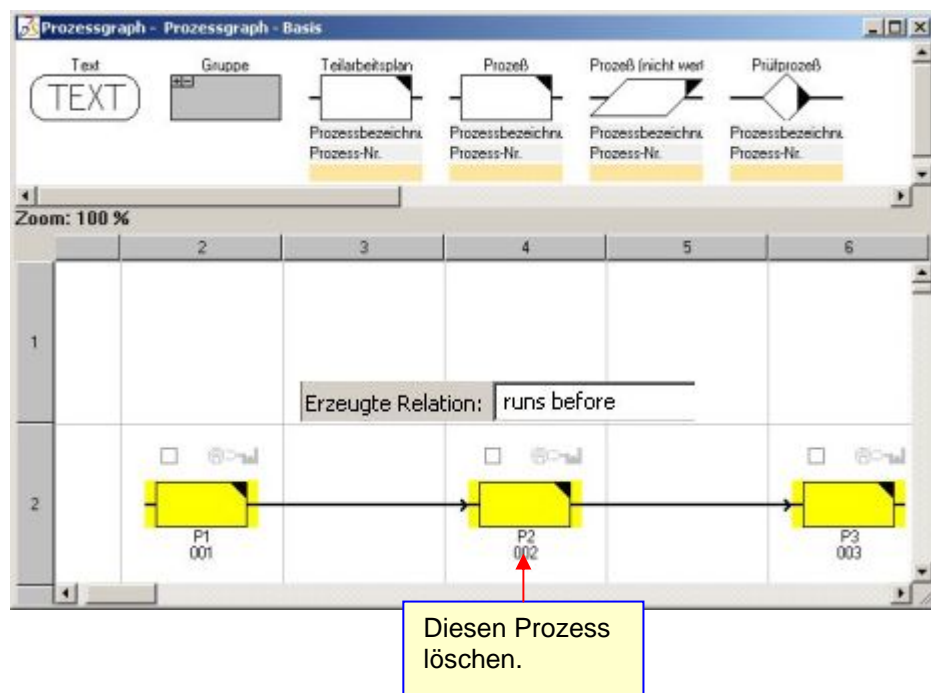 Prozessgraph - Prozessgraph - Basis
Text
Gruppe
Teilarbeitsplan
Prozeß
Prozeß (nicht wert
Prüfprozeß
TEXT
Prozessbezeichnu
Prozessbezeichnu
Prozessbezeichnu
Prozessbezeichnu
Prozess-Nr.
Prozess-Nr.
Prozess-Nr.
Prozess-Nr.
Zoom: 100 %
2
3
4
5
6
1
Erzeugte Relation: runs before
2
P1
001
P2
002
P3
003
Diesen Prozess
löschen.